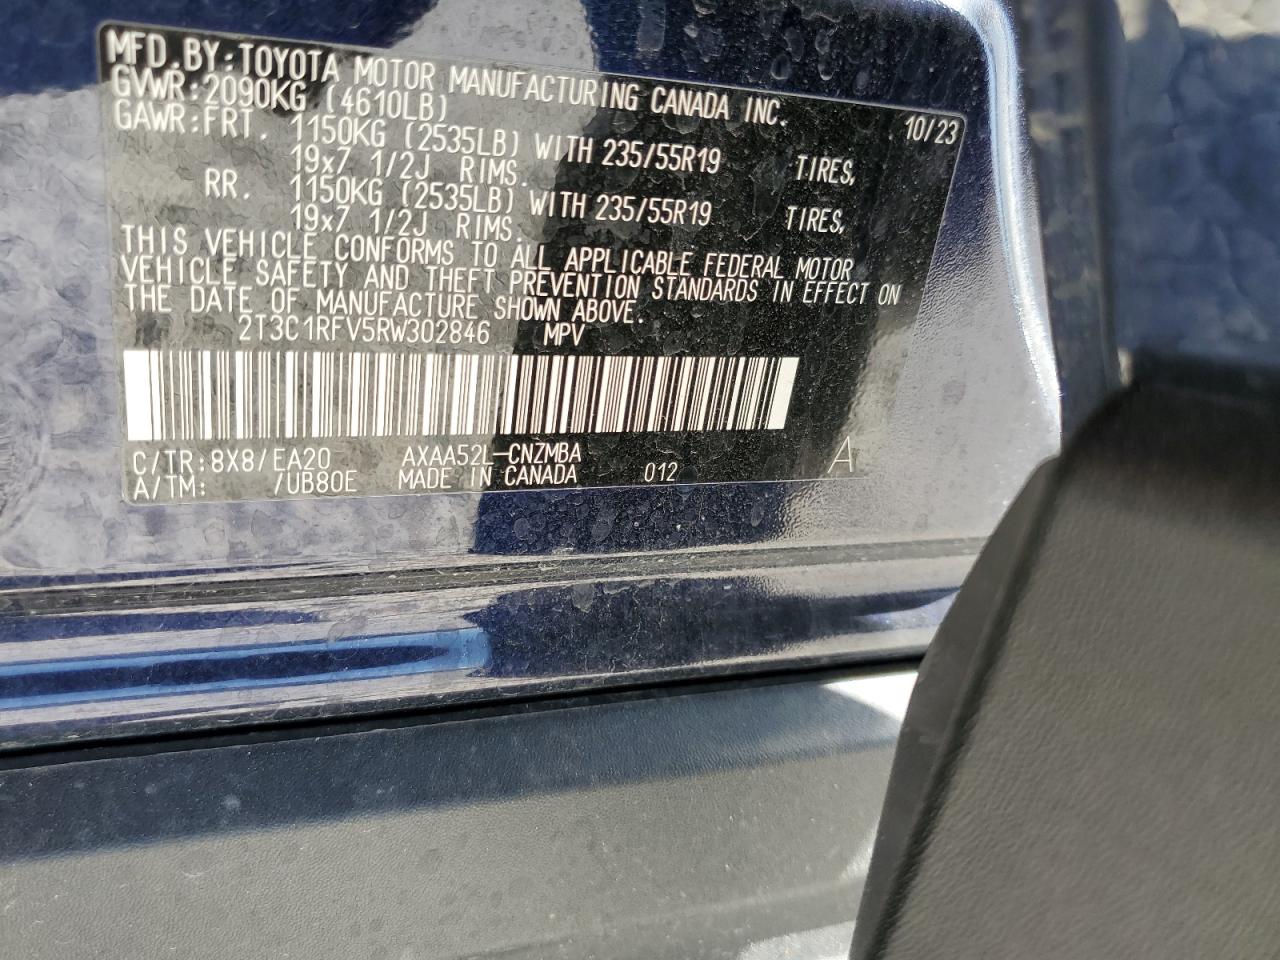 MFD.BY:TOYOTA MOTOR MANUFACTURING CANADA INC.
GVWR:2090KG (4610LB) 10/23
GAWR:FRT. 1150KG (2535LB) WITH 235/55R19 TIRES,
19x7 1/2J RIMS.
RR. 1150KG (2535LB) WITH 235/55R19 TIRES,
19x7 1/2J RIMS.
THIS VEHICLE CONFORMS TO ALL APPLICABLE FEDERAL MOTOR
VEHICLE SAFETY AND THEFT PREVENTION STANDARDS IN EFFECT ON
THE DATE OF MANUFACTURE SHOWN ABOVE.
2T3C1RFV5RW302846 MPV
C/TR:8X8/EA20 AXAA52L-CNZMBA A
A/TM: /UB80E MADE IN CANADA 012